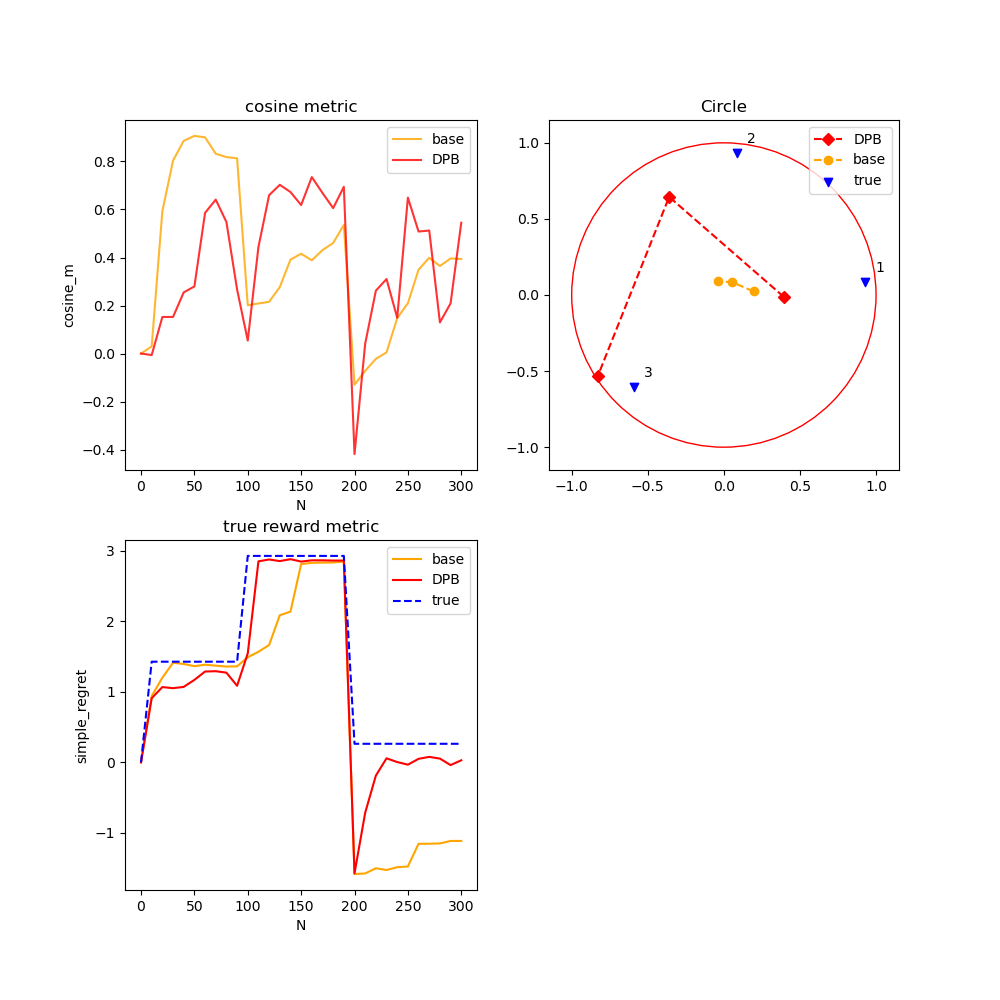 cosine metric
base
DPB
0.8
0.6
0.4
0.2
0.0
−0.2
−0.4
cosine_m
0 50 100 150 200 250 300
N
Circle
DPB
base
true
1.0
0.5
0.0
−0.5
−1.0
2
1
3
−1.0 −0.5 0.0 0.5 1.0
true reward metric
base
DPB
true
3
2
1
0
−1
simple_regret
0 50 100 150 200 250 300
N